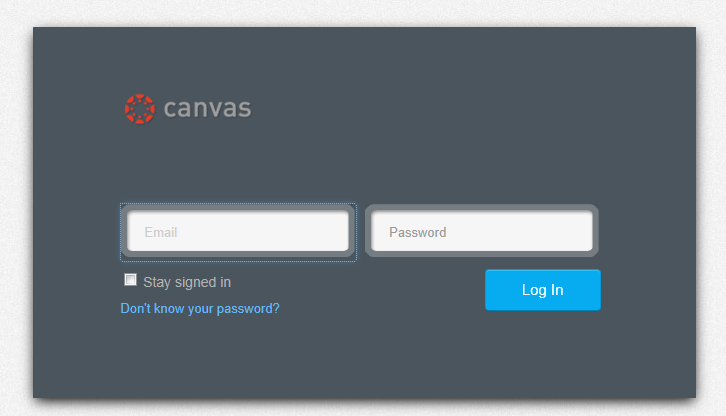 canvas
Email
Password
Stay signed in
Log In
Don't know your password?